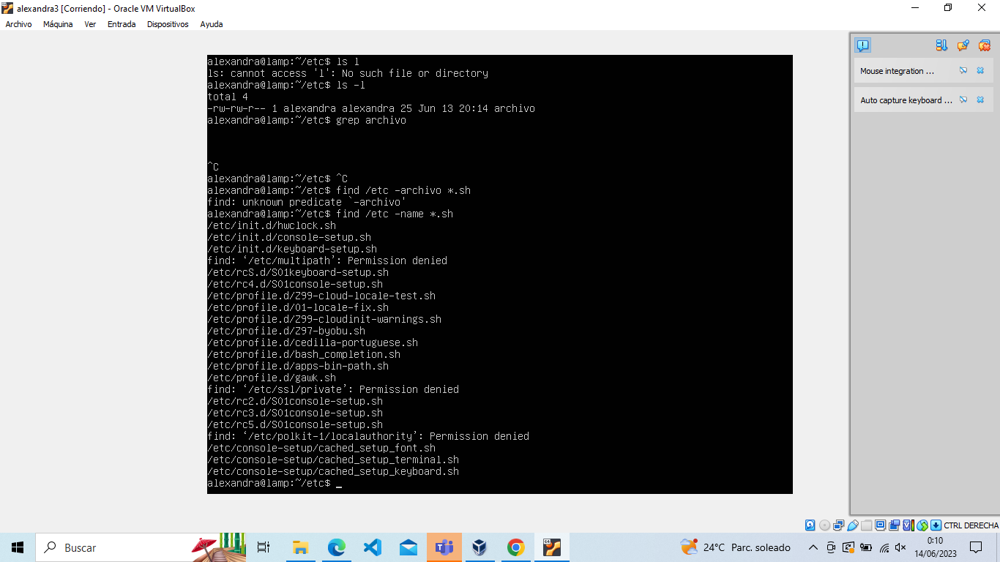 alexandra3 [Corriendo] - Oracle VM VirtualBox
Archivo Máquina Ver Entrada Dispositivos Ayuda
alexandra@lamp:~/etc$ ls l
ls: cannot access 'l': No such file or directory
alexandra@lamp:~/etc$ ls -l
total 4
-rw-rw-r-- 1 alexandra alexandra 25 Jun 13 20:14 archivo
alexandra@lamp:~/etc$ grep archivo
^C
alexandra@lamp:~/etc$ ^C
alexandra@lamp:~/etc$ find /etc -archivo *.sh
find: unknown predicate `-archivo'
alexandra@lamp:~/etc$ find /etc -name *.sh
/etc/init.d/hwclock.sh
/etc/init.d/console-setup.sh
/etc/init.d/keyboard-setup.sh
find: ‘/etc/multipath’: Permission denied
/etc/rcS.d/S01keyboard-setup.sh
/etc/rc4.d/S01console-setup.sh
/etc/profile.d/Z99-cloud-locale-test.sh
/etc/profile.d/01-locale-fix.sh
/etc/profile.d/Z99-cloudinit-warnings.sh
/etc/profile.d/Z97-byobu.sh
/etc/profile.d/cedilla-portuguese.sh
/etc/profile.d/bash_completion.sh
/etc/profile.d/apps-bin-path.sh
/etc/profile.d/gawk.sh
find: ‘/etc/ssl/private’: Permission denied
/etc/rc2.d/S01console-setup.sh
/etc/rc3.d/S01console-setup.sh
/etc/rc5.d/S01console-setup.sh
find: ‘/etc/polkit-1/localauthority’: Permission denied
/etc/console-setup/cached_setup_font.sh
/etc/console-setup/cached_setup_terminal.sh
/etc/console-setup/cached_setup_keyboard.sh
alexandra@lamp:~/etc$ _
Mouse integration ...
Auto capture keyboard ...
CTRL DERECHA
Buscar
24°C Parc. soleado
0:10
14/06/2023